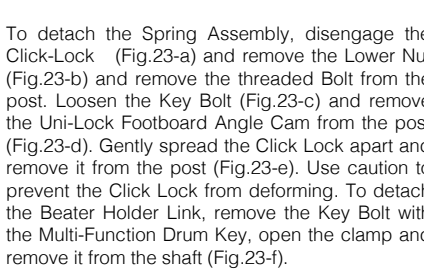 To detach the Spring Assembly, disengage the
Click-Lock (Fig.23-a) and remove the Lower Nu
(Fig.23-b) and remove the threaded Bolt from the
post. Loosen the Key Bolt (Fig.23-c) and remove
the Uni-Lock Footboard Angle Cam from the pos
(Fig.23-d). Gently spread the Click Lock apart and
remove it from the post (Fig.23-e). Use caution to
prevent the Click Lock from deforming. To detach
the Beater Holder Link, remove the Key Bolt with
the Multi-Function Drum Key, open the clamp and
remove it from the shaft (Fig.23-f).